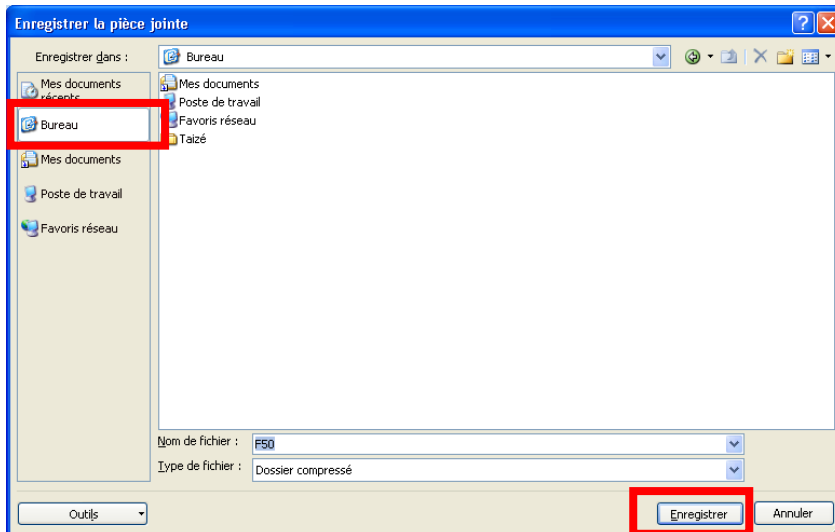 Enregistrer la pièce jointe
Enregistrer dans :
Bureau
Mes documents
récents
Bureau
Mes documents
Poste de travail
Favoris réseau
Mes documents
Poste de travail
Favoris réseau
Taizé
Nom de fichier :
F50
Type de fichier :
Dossier compressé
Outils
Enregistrer
Annuler